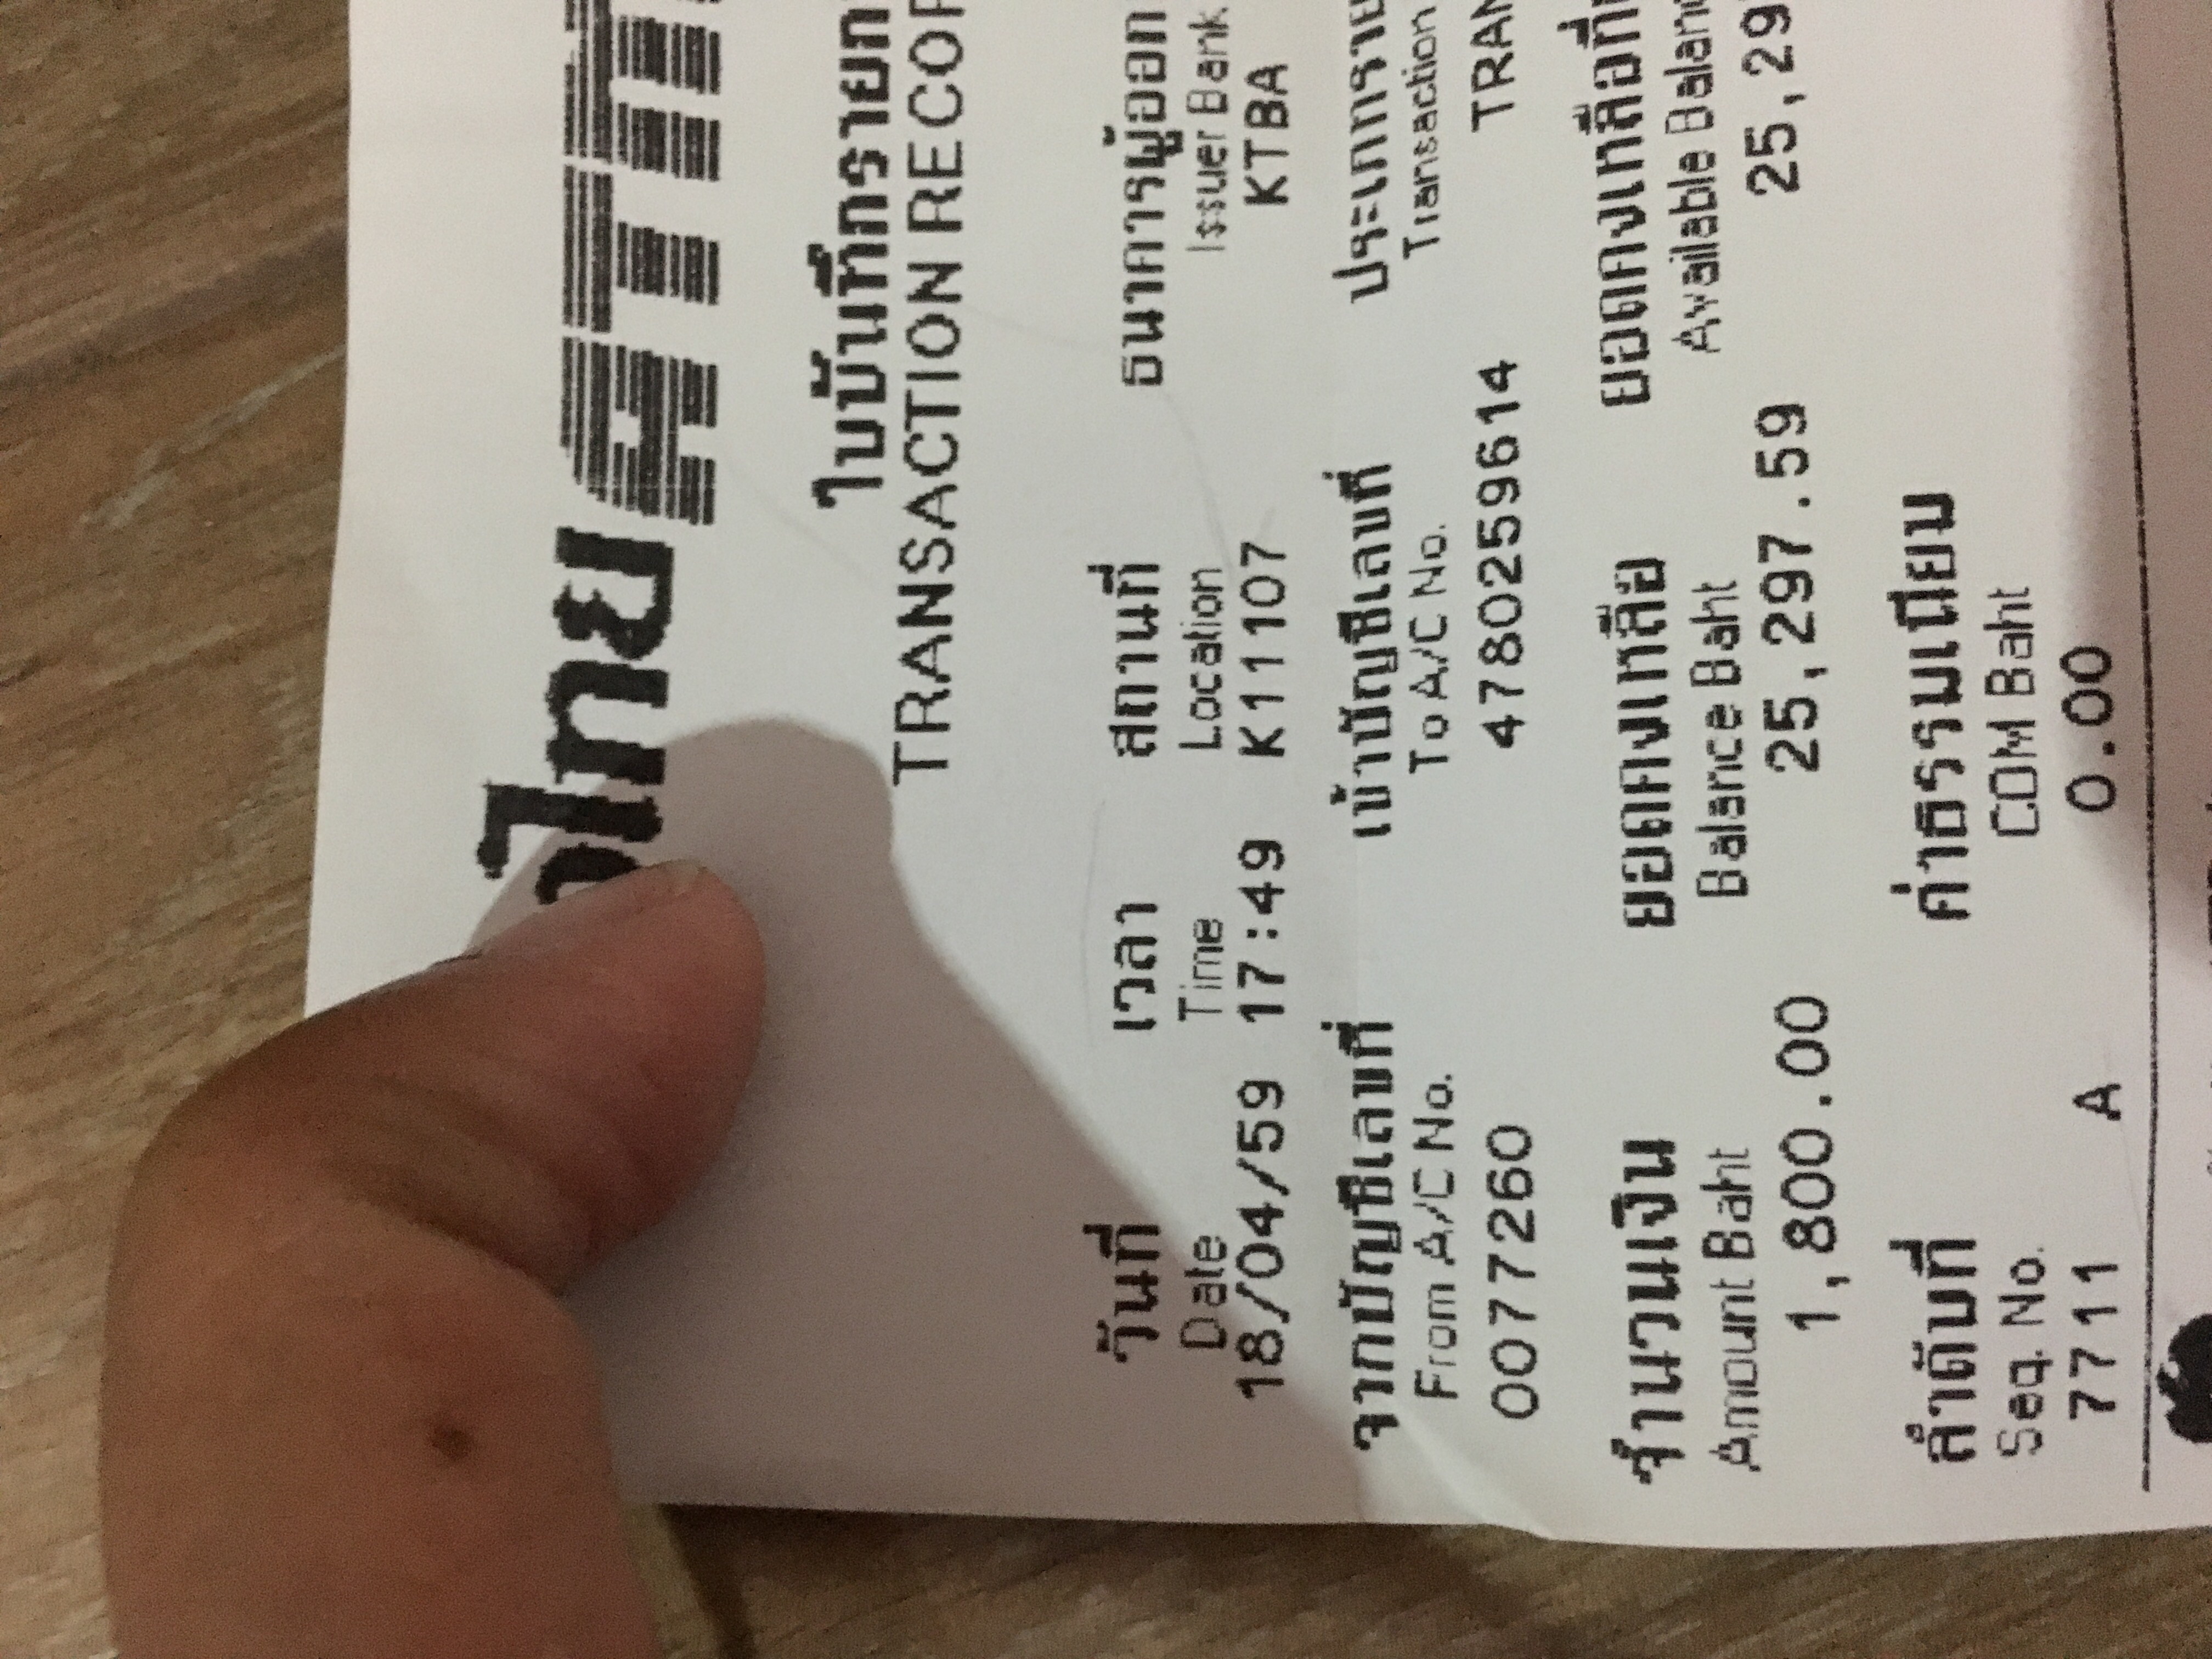 ไทย ATM
ใบบันทึกรายก
TRANSACTION RECOR
วันที่ เวลา สถานที่ ธนาคารผู้ออก
Date Time Location Issuer Bank
18/04/59 17:49 K11107 KTBA
จากบัญชีเลขที่ เข้าบัญชีเลขที่ ประเภทราย
From A/C No. To A/C No. Transaction
0077260 4780259614 TRAN
จำนวนเงิน ยอดคงเหลือ ยอดคงเหลือที่
Amount Baht Balance Baht Available Balanc
1,800.00 25,297.59 25,29
ลำดับที่ ค่าธรรมเนียม
Seq. No. COM Baht
7711 A 0.00